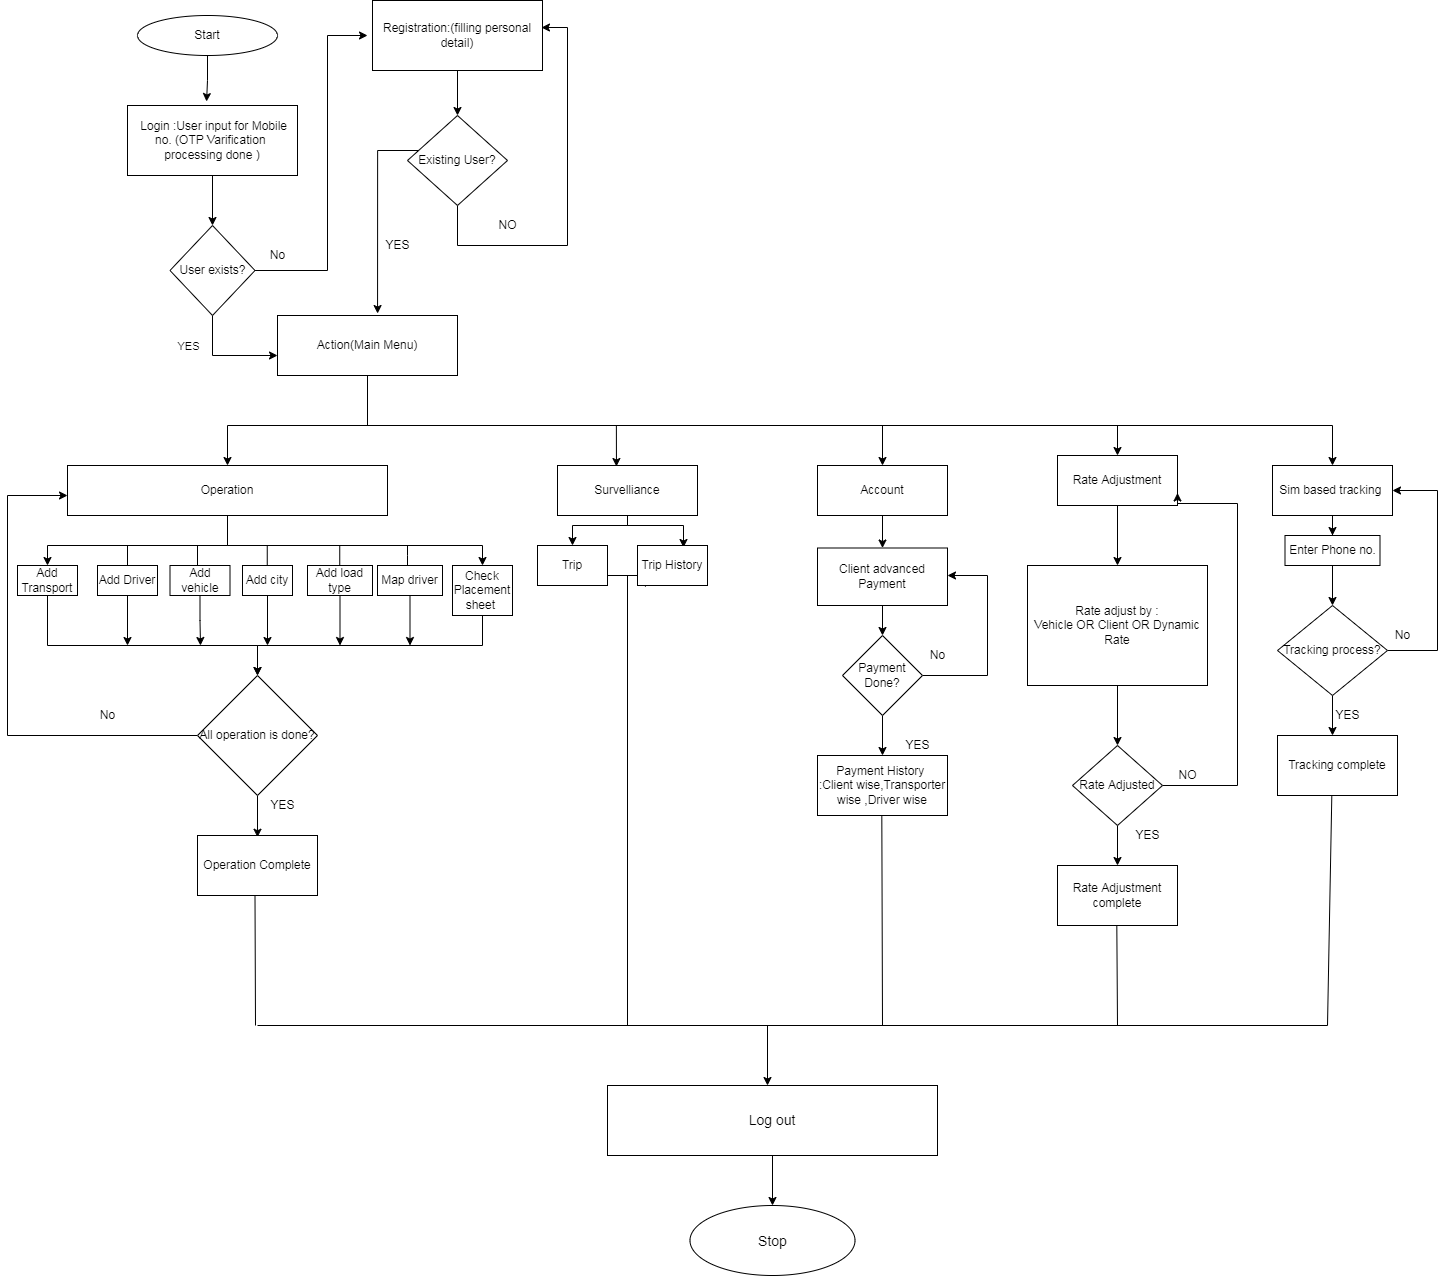 Start
Registration:(filling personal
detail)
Login :User input for Mobile
no. (OTP Varification
processing done )
Existing User?
NO
YES
No
User exists?
YES
Action(Main Menu)
Operation
Survelliance
Account
Rate Adjustment
Sim based tracking
Add
Transport
Add Driver
Add
vehicle
Add city
Add load
type
Map driver
Check
Placement
sheet
Trip
Trip History
Client advanced
Payment
Enter Phone no.
Rate adjust by :
Vehicle OR Client OR Dynamic
Rate
Payment
Done?
No
Tracking process?
No
YES
All operation is done?
No
YES
YES
Payment History
:Client wise,Transporter
wise ,Driver wise
Rate Adjusted
NO
YES
Tracking complete
Operation Complete
Rate Adjustment
complete
Log out
Stop